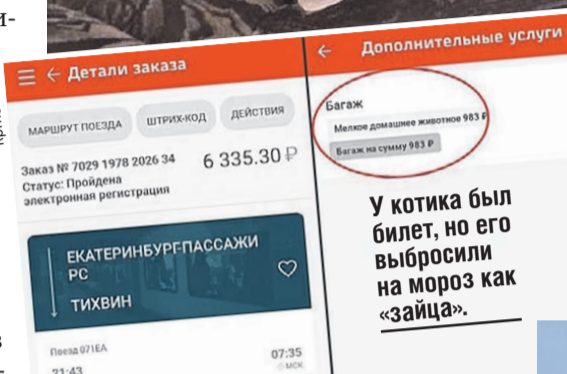 и-
← Детали заказа
МАРШРУТ ПОЕЗДА
ШТРИХ-КОД
ДЕЙСТВИЯ
Заказ № 7029 1978 2026 34
6 335.30 ₽
Статус: Пройдена
электронная регистрация
ЕКАТЕРИНБУРГ-ПАССАЖИ
РС
ТИХВИН
Поезд 071ЕА
21:43
07:35
МСК
← Дополнительные услуги
Багаж
Мелкое домашнее животное 983 ₽
Багаж на сумму 983 ₽
У котика был
билет, но его
выбросили
на мороз как
«зайца».
в